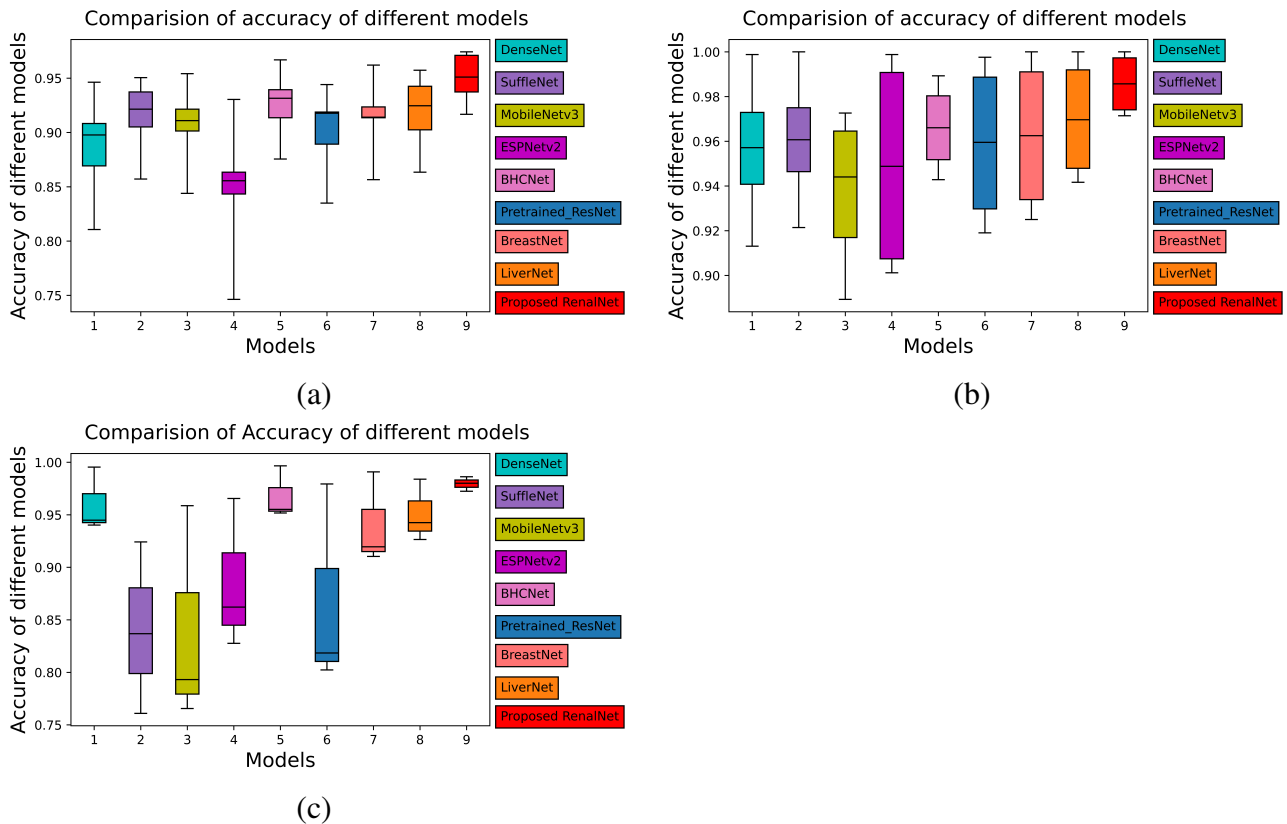 Comparision of accuracy of different models
Accuracy of different models
0.95
0.90
0.85
0.80
0.75
1 2 3 4 5 6 7 8 9
Models
DenseNet
SuffleNet
MobileNetv3
ESPNetv2
BHCNet
Pretrained_ResNet
BreastNet
LiverNet
Proposed RenalNet
(a)
Comparision of accuracy of different models
Accuracy of different models
1.00
0.98
0.96
0.94
0.92
0.90
1 2 3 4 5 6 7 8 9
Models
DenseNet
SuffleNet
MobileNetv3
ESPNetv2
BHCNet
Pretrained_ResNet
BreastNet
LiverNet
Proposed RenalNet
(b)
Comparision of Accuracy of different models
Accuracy of different models
1.00
0.95
0.90
0.85
0.80
0.75
1 2 3 4 5 6 7 8 9
Models
DenseNet
SuffleNet
MobileNetv3
ESPNetv2
BHCNet
Pretrained_ResNet
BreastNet
LiverNet
Proposed RenalNet
(c)